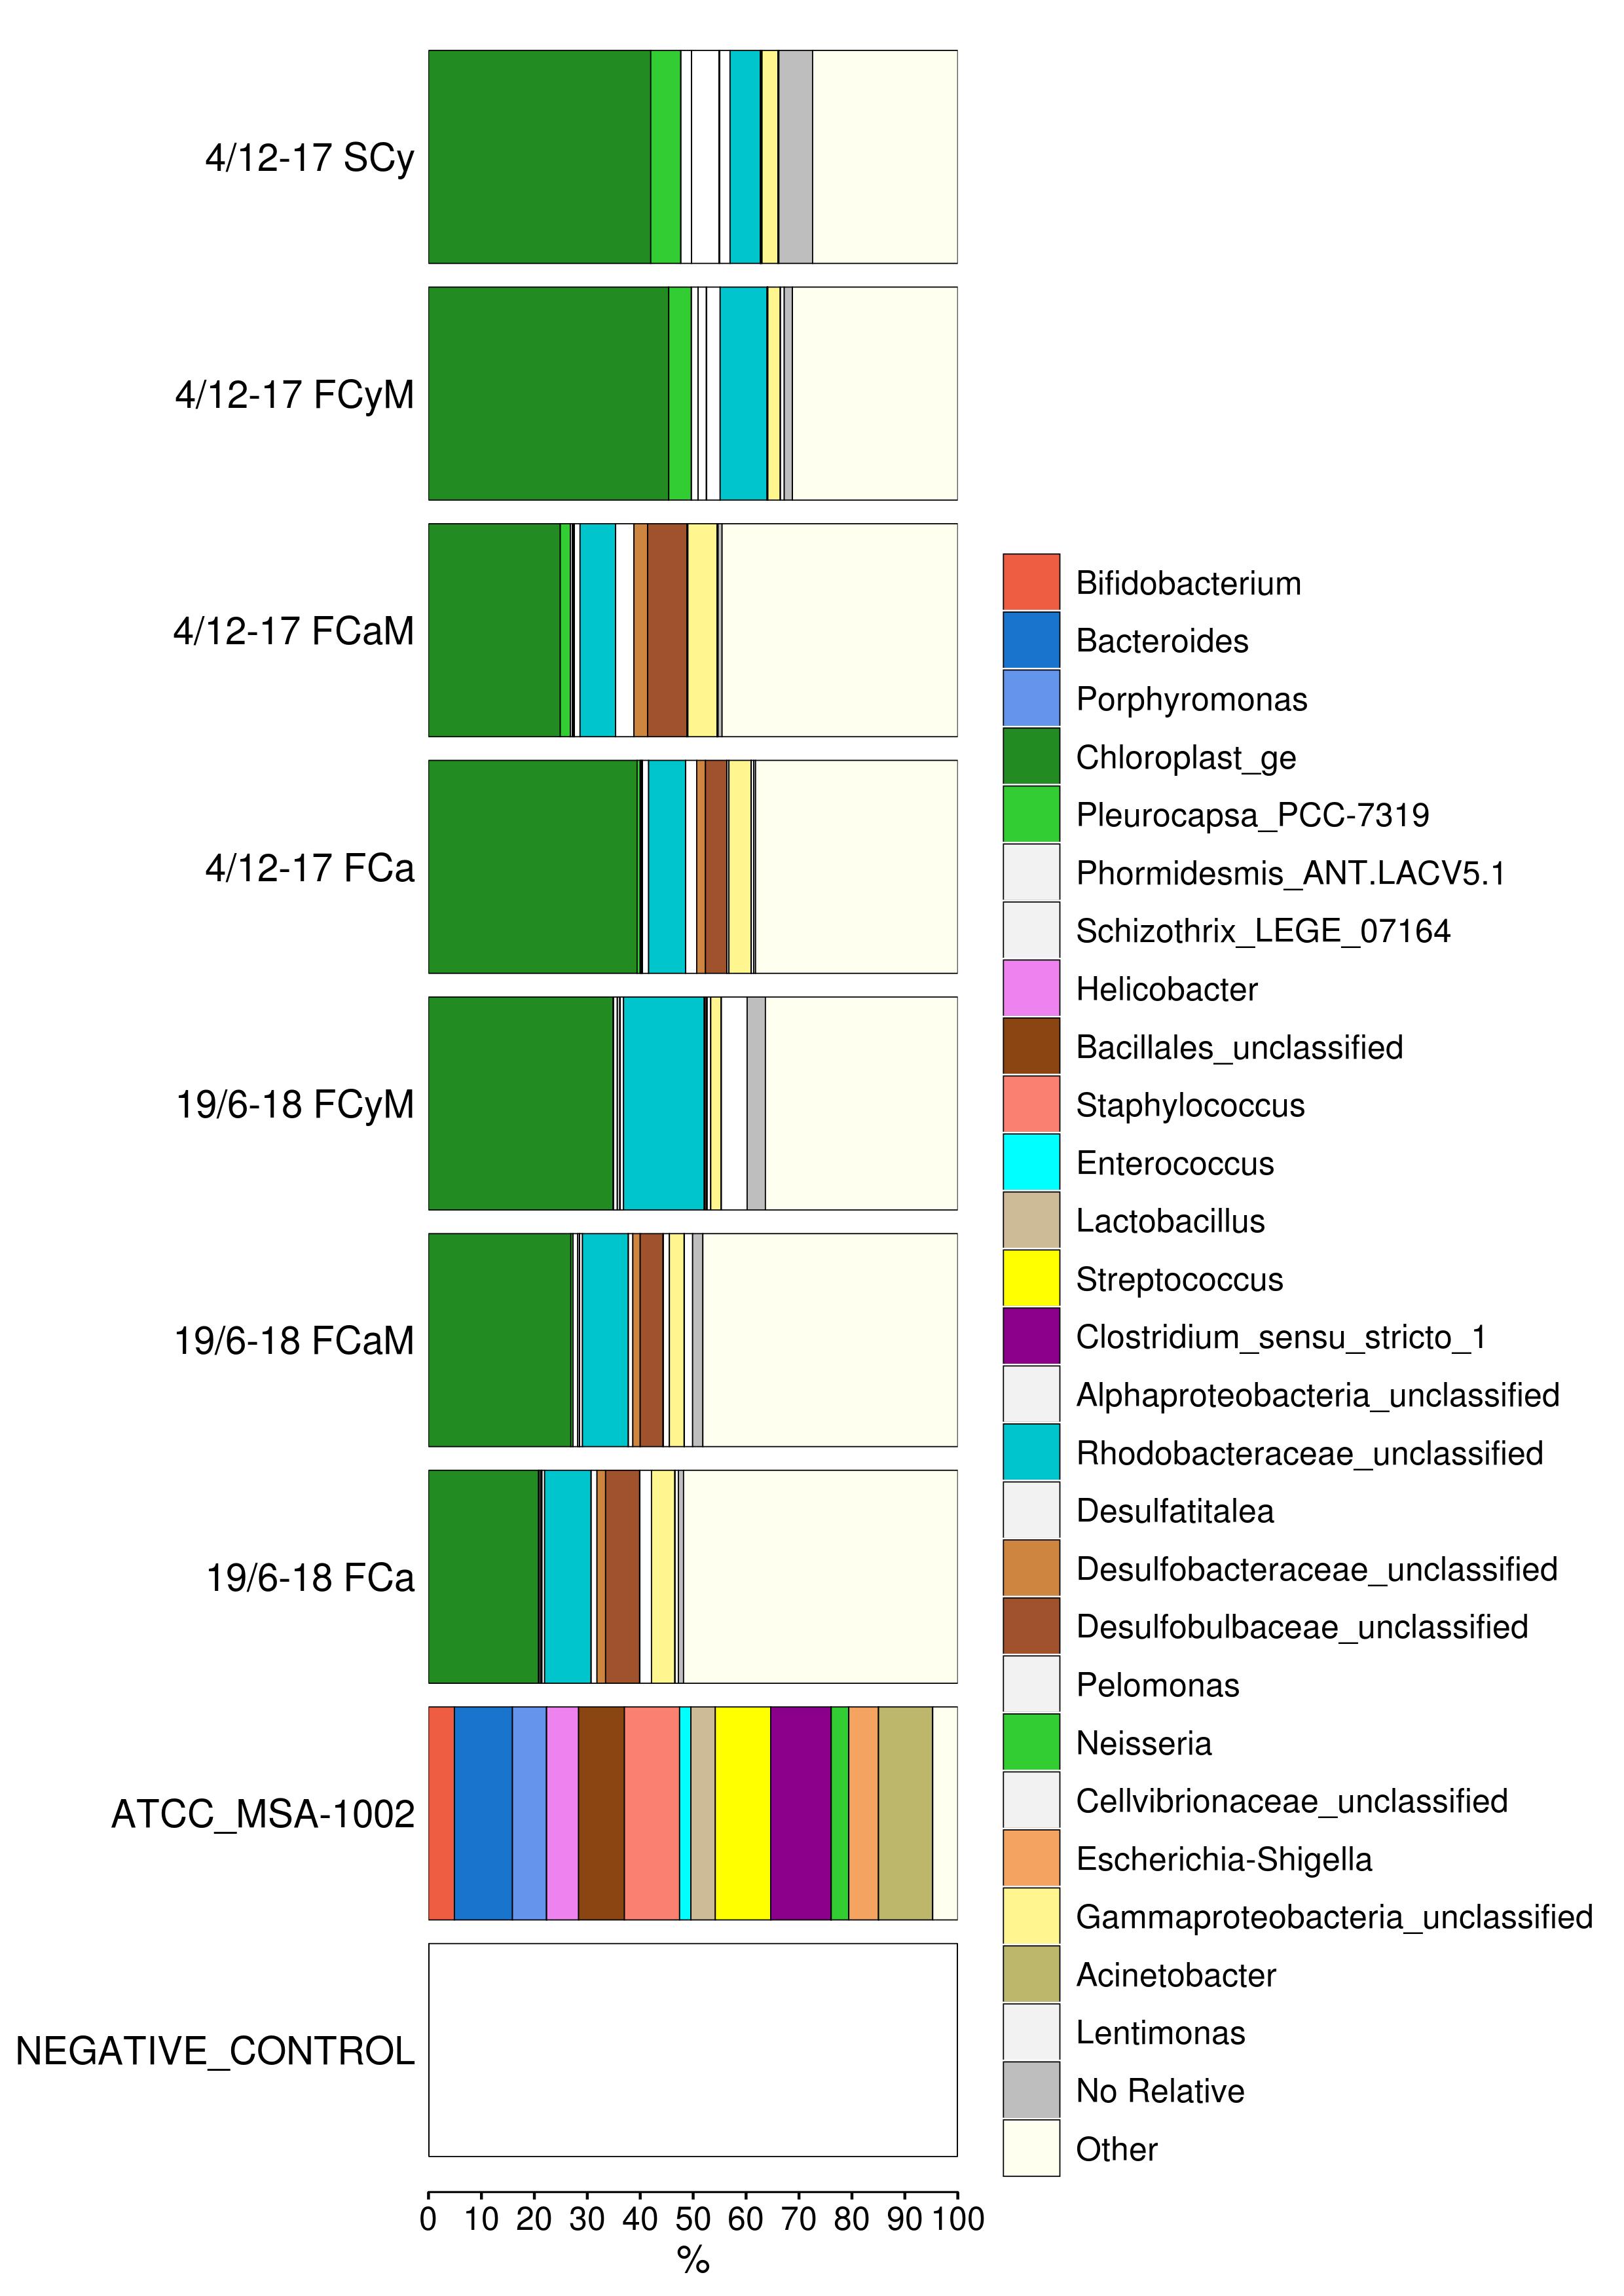 4/12-17 SCy
4/12-17 FCyM
4/12-17 FCaM
4/12-17 FCa
19/6-18 FCyM
19/6-18 FCaM
19/6-18 FCa
ATCC_MSA-1002
NEGATIVE_CONTROL
0 10 20 30 40 50 60 70 80 90 100
%
Bifidobacterium
Bacteroides
Porphyromonas
Chloroplast_ge
Pleurocapsa_PCC-7319
Phormidesmis_ANT.LACV5.1
Schizothrix_LEGE_07164
Helicobacter
Bacillales_unclassified
Staphylococcus
Enterococcus
Lactobacillus
Streptococcus
Clostridium_sensu_stricto_1
Alphaproteobacteria_unclassified
Rhodobacteraceae_unclassified
Desulfatitalea
Desulfobacteraceae_unclassified
Desulfobulbaceae_unclassified
Pelomonas
Neisseria
Cellvibrionaceae_unclassified
Escherichia-Shigella
Gammaproteobacteria_unclassified
Acinetobacter
Lentimonas
No Relative
Other